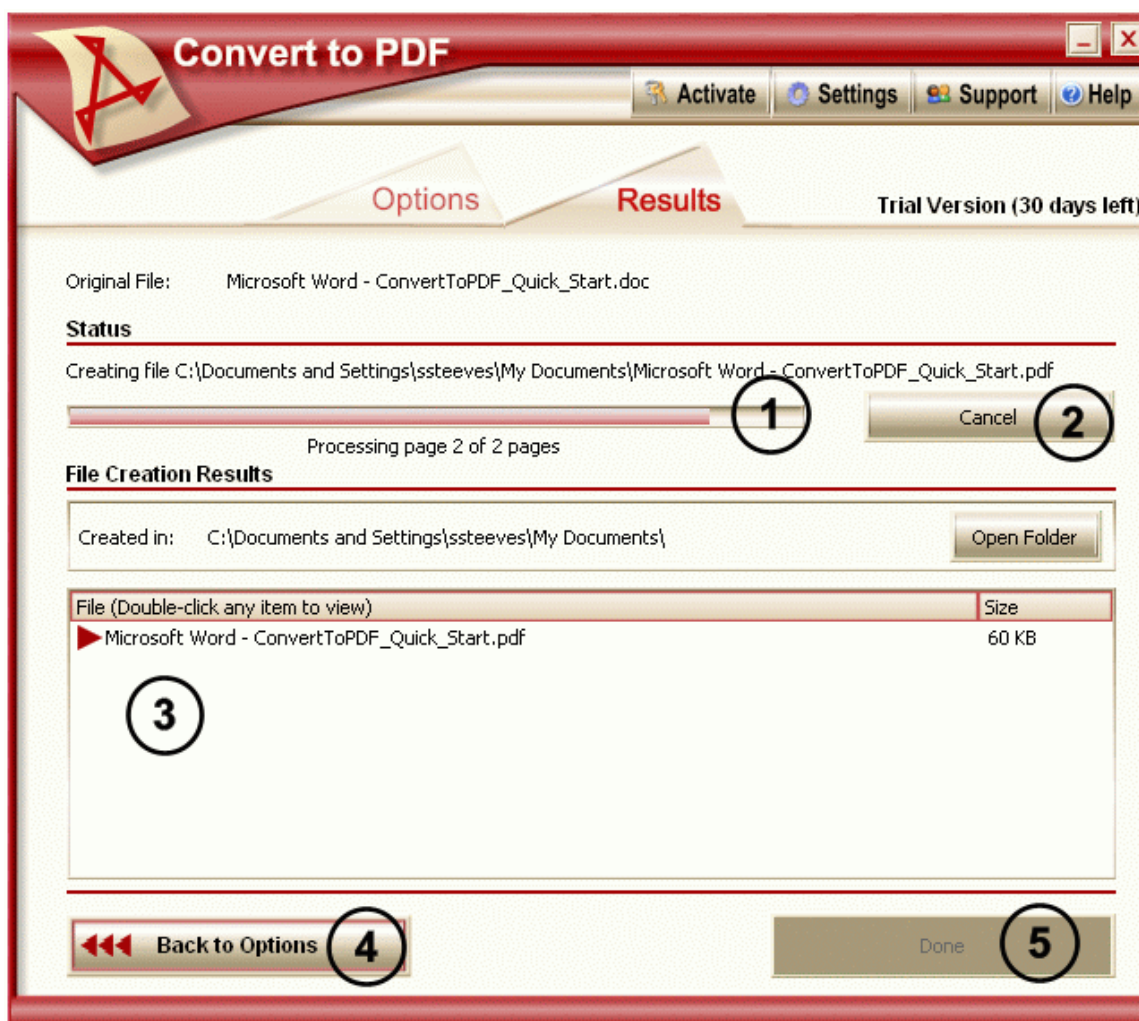 Convert to PDF
Activate Settings Support Help
Options Results Trial Version (30 days left)
Original File: Microsoft Word - ConvertToPDF_Quick_Start.doc
Status
Creating file C:\Documents and Settings\ssteeves\My Documents\Microsoft Word - ConvertToPDF_Quick_Start.pdf
1
Cancel 2
Processing page 2 of 2 pages
File Creation Results
Created in: C:\Documents and Settings\ssteeves\My Documents\ Open Folder
File (Double-click any item to view) Size
Microsoft Word - ConvertToPDF_Quick_Start.pdf 60 KB
3
Back to Options 4 Done 5